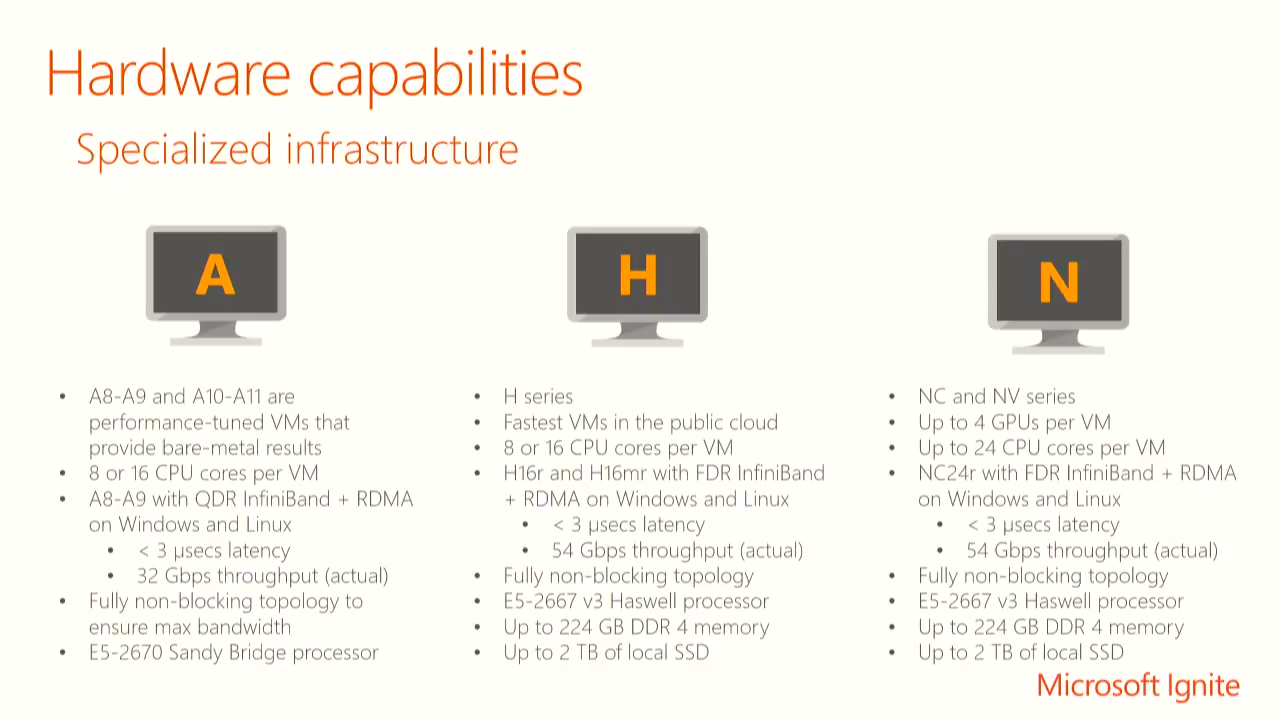 Hardware capabilities
Specialized infrastructure
A
H
N
• A8-A9 and A10-A11 are
performance-tuned VMs that
provide bare-metal results
• 8 or 16 CPU cores per VM
• A8-A9 with QDR InfiniBand + RDMA
on Windows and Linux
• < 3 µsecs latency
• 32 Gbps throughput (actual)
• Fully non-blocking topology to
ensure max bandwidth
• E5-2670 Sandy Bridge processor
• H series
• Fastest VMs in the public cloud
• 8 or 16 CPU cores per VM
• H16r and H16mr with FDR InfiniBand
+ RDMA on Windows and Linux
• < 3 µsecs latency
• 54 Gbps throughput (actual)
• Fully non-blocking topology
• E5-2667 v3 Haswell processor
• Up to 224 GB DDR 4 memory
• Up to 2 TB of local SSD
• NC and NV series
• Up to 4 GPUs per VM
• Up to 24 CPU cores per VM
• NC24r with FDR InfiniBand + RDMA
on Windows and Linux
• < 3 µsecs latency
• 54 Gbps throughput (actual)
• Fully non-blocking topology
• E5-2667 v3 Haswell processor
• Up to 224 GB DDR 4 memory
• Up to 2 TB of local SSD
Microsoft Ignite